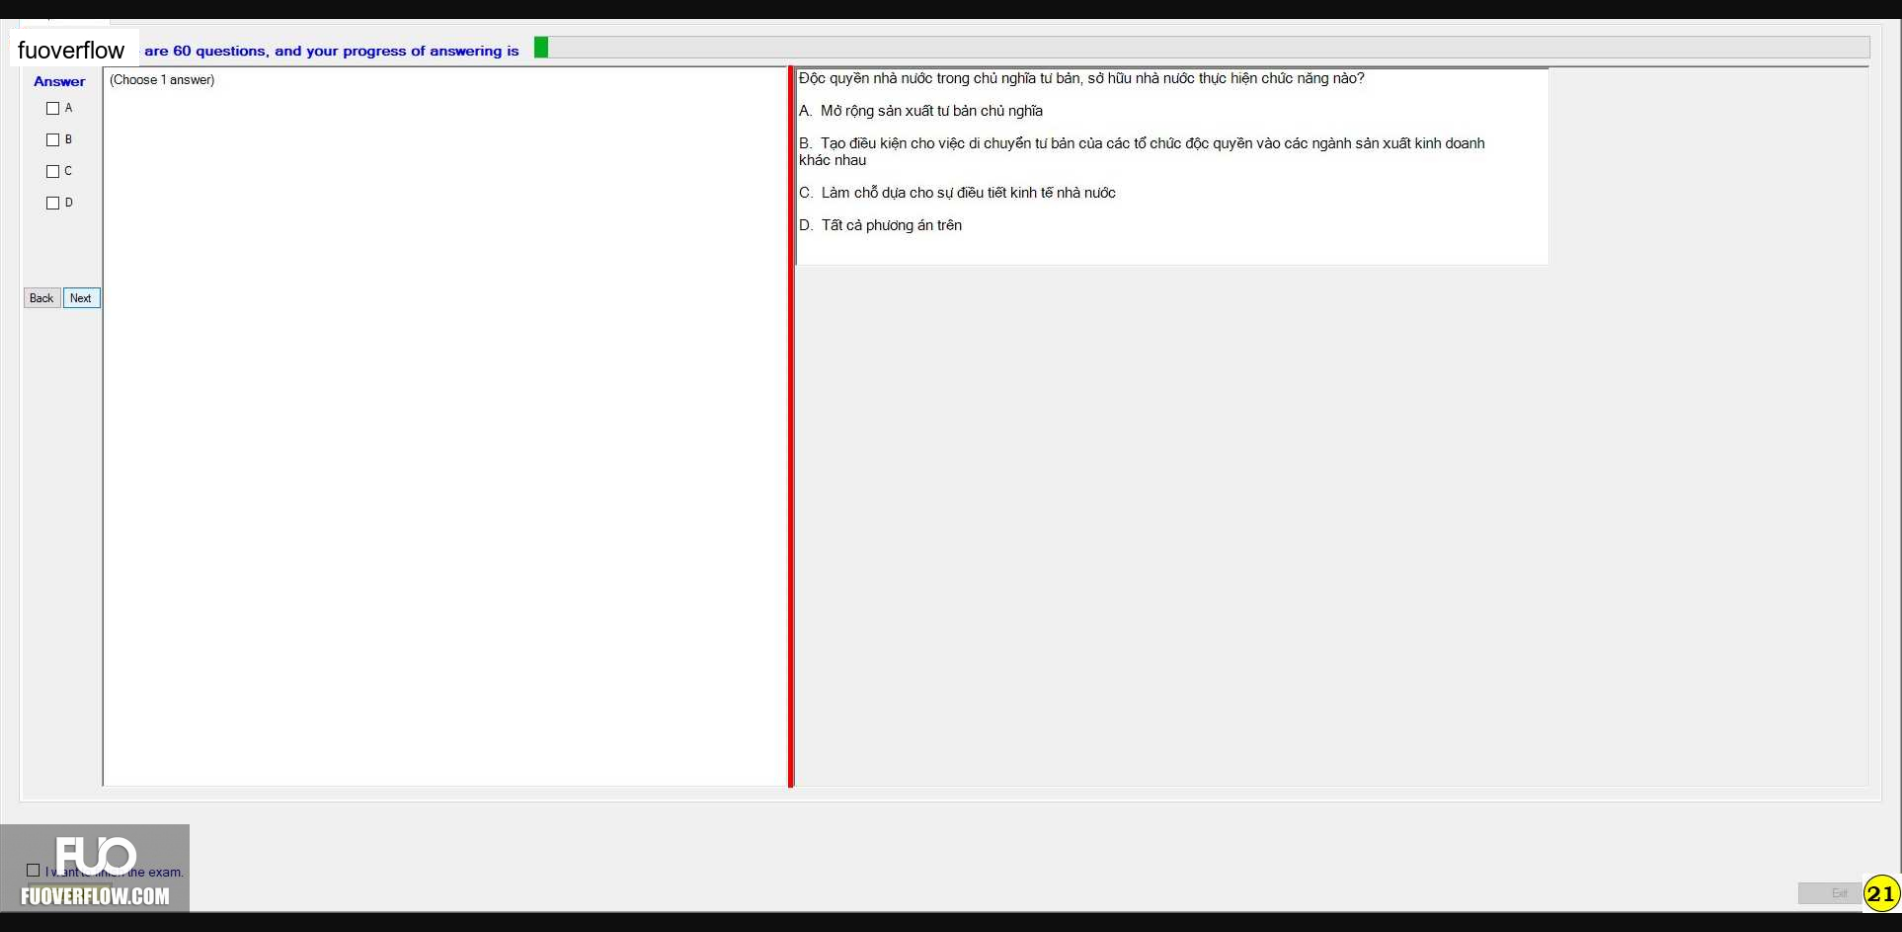 fuoverflow are 60 questions, and your progress of answering is
Answer
(Choose 1 answer)
A
B
C
D
Back Next
Độc quyền nhà nước trong chủ nghĩa tư bản, sở hữu nhà nước thực hiện chức năng nào?
A. Mở rộng sản xuất tư bản chủ nghĩa
B. Tạo điều kiện cho việc di chuyển tư bản của các tổ chức độc quyền vào các ngành sản xuất kinh doanh
khác nhau
C. Làm chỗ dựa cho sự điều tiết kinh tế nhà nước
D. Tất cả phương án trên
FUO
I want to finish the exam.
FUOVERFLOW.COM
Exit
21